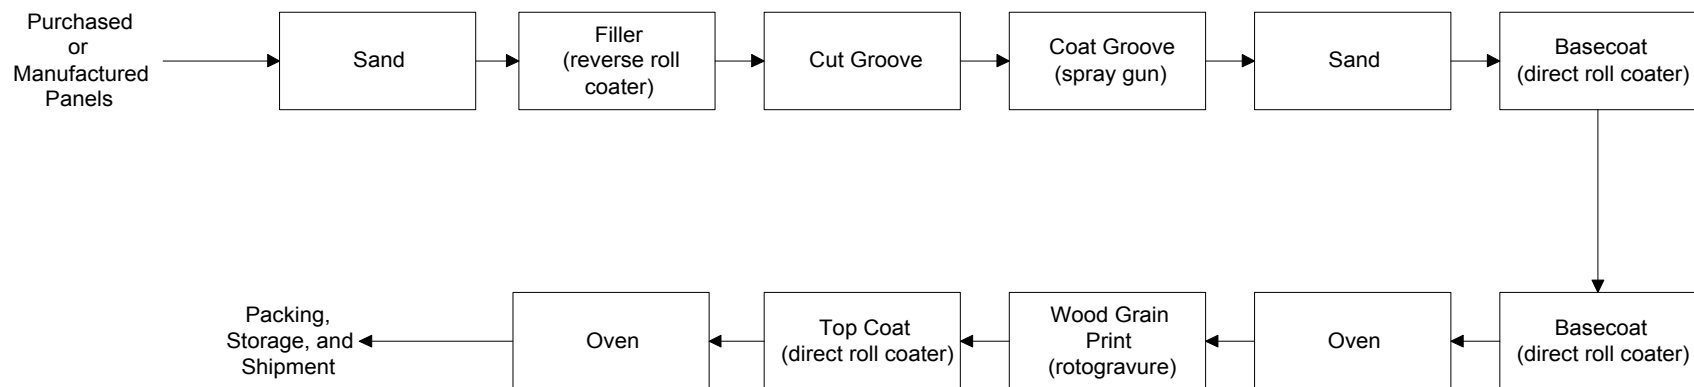 Purchased
or
Manufactured
Panels
Sand
Filler
(reverse roll
coater)
Cut Groove
Coat Groove
(spray gun)
Sand
Basecoat
(direct roll coater)
Basecoat
(direct roll coater)
Oven
Wood Grain
Print
(rotogravure)
Top Coat
(direct roll coater)
Oven
Packing,
Storage, and
Shipment